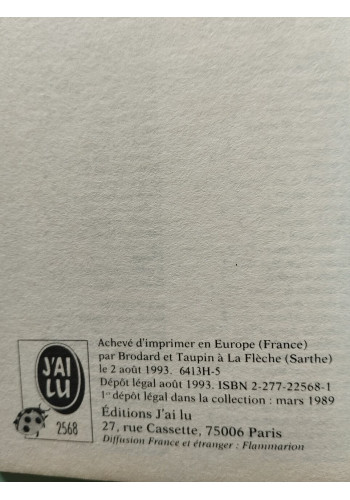 J'AI
LU
2568
Achevé d'imprimer en Europe (France)
par Brodard et Taupin à La Flèche (Sarthe)
le 2 août 1993. 6413H-5
Dépôt légal août 1993. ISBN 2-277-22568-1
1er dépôt légal dans la collection : mars 1989
Éditions J'ai lu
27, rue Cassette, 75006 Paris
Diffusion France et étranger : Flammarion